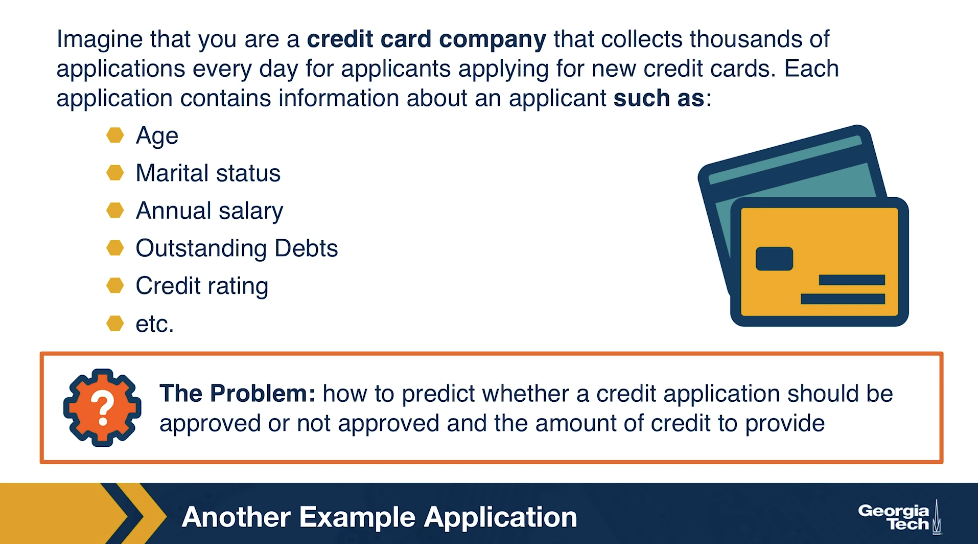 Imagine that you are a credit card company that collects thousands of
applications every day for applicants applying for new credit cards. Each
application contains information about an applicant such as:
Age
Marital status
Annual salary
Outstanding Debts
Credit rating
etc.
?
The Problem: how to predict whether a credit application should be
approved or not approved and the amount of credit to provide
Another Example Application
Georgia
Tech